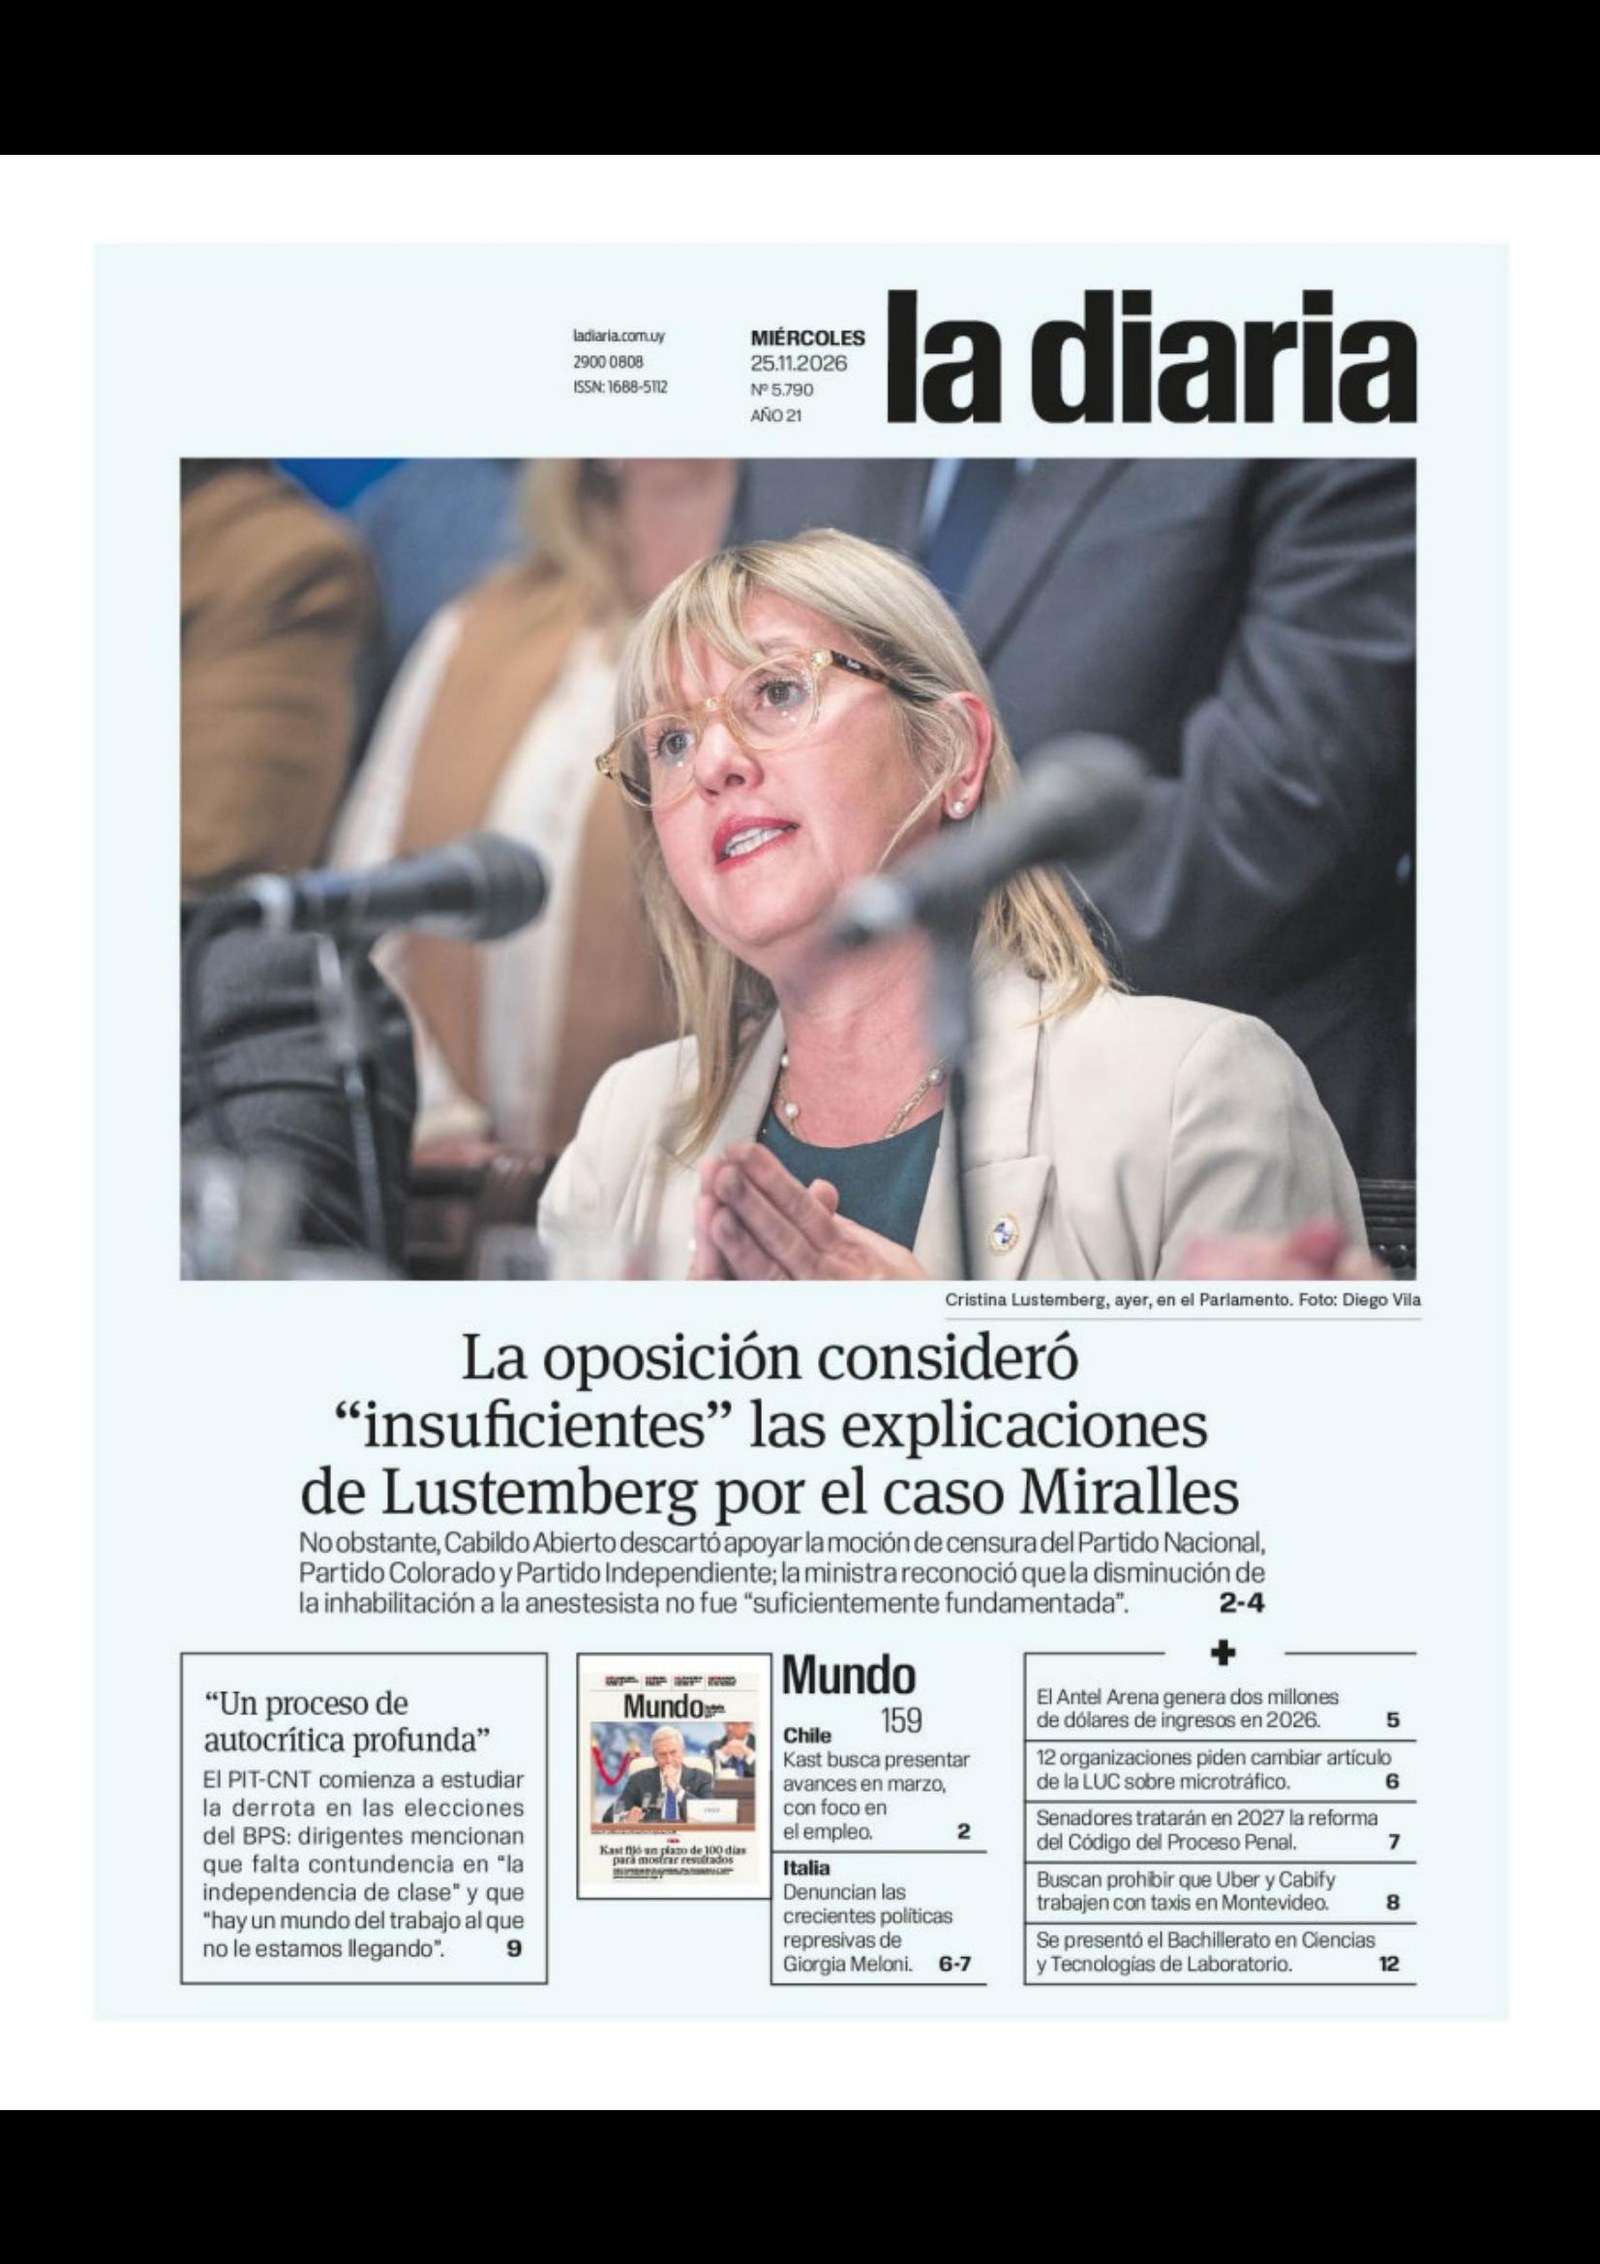 ladiaria.com.uy
2900 0808
ISSN: 1688-5112
MIÉRCOLES
25.11.2026
Nº 5.790
AÑO 21
la diaria
Cristina Lustemberg, ayer, en el Parlamento. Foto: Diego Vila
La oposición consideró
“insuficientes” las explicaciones
de Lustemberg por el caso Miralles
No obstante, Cabildo Abierto descartó apoyar la moción de censura del Partido Nacional,
Partido Colorado y Partido Independiente; la ministra reconoció que la disminución de
la inhabilitación a la anestesista no fue “suficientemente fundamentada”. 2-4
“Un proceso de
autocrítica profunda”
El PIT-CNT comienza a estudiar
la derrota en las elecciones
del BPS: dirigentes mencionan
que falta contundencia en “la
independencia de clase” y que
“hay un mundo del trabajo al que
no le estamos llegando”. 9
Mundo
Kast fijó un plazo de 100 días
para mostrar resultados
Mundo
159
Chile
Kast busca presentar
avances en marzo,
con foco en
el empleo. 2
Italia
Denuncian las
crecientes políticas
represivas de
Giorgia Meloni. 6-7
+
El Antel Arena genera dos millones
de dólares de ingresos en 2026. 5
12 organizaciones piden cambiar artículo
de la LUC sobre microtráfico. 6
Senadores tratarán en 2027 la reforma
del Código del Proceso Penal. 7
Buscan prohibir que Uber y Cabify
trabajen con taxis en Montevideo. 8
Se presentó el Bachillerato en Ciencias
y Tecnologías de Laboratorio. 12